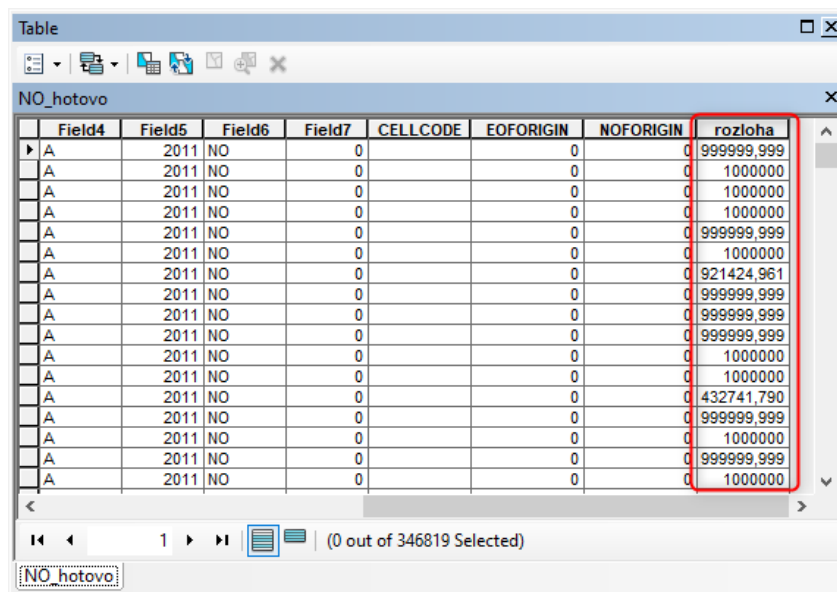 Table
NO_hotovo
Field4 Field5 Field6 Field7 CELLCODE EOFORIGIN NOFORIGIN rozloha
A 2011 NO 0 0 0 999999,999
A 2011 NO 0 0 0 1000000
A 2011 NO 0 0 0 1000000
A 2011 NO 0 0 0 1000000
A 2011 NO 0 0 0 999999,999
A 2011 NO 0 0 0 1000000
A 2011 NO 0 0 0 921424,961
A 2011 NO 0 0 0 999999,999
A 2011 NO 0 0 0 999999,999
A 2011 NO 0 0 0 999999,999
A 2011 NO 0 0 0 1000000
A 2011 NO 0 0 0 1000000
A 2011 NO 0 0 0 432741,790
A 2011 NO 0 0 0 999999,999
A 2011 NO 0 0 0 1000000
A 2011 NO 0 0 0 999999,999
A 2011 NO 0 0 0 1000000
1 (0 out of 346819 Selected)
NO_hotovo